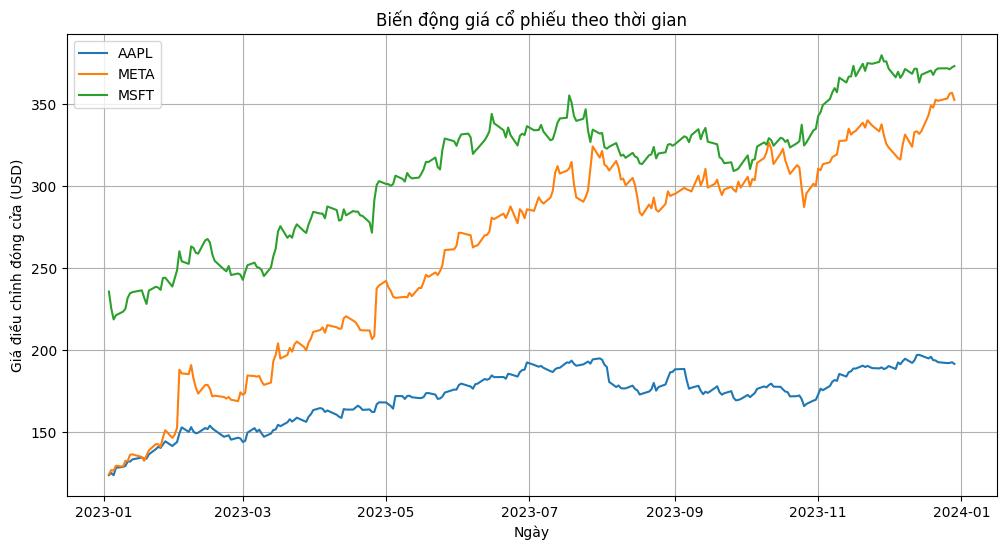 Biến động giá cổ phiếu theo thời gian
AAPL
META
MSFT
Giá điều chỉnh đóng cửa (USD)
350
300
250
200
150
2023-01
2023-03
2023-05
2023-07
2023-09
2023-11
2024-01
Ngày